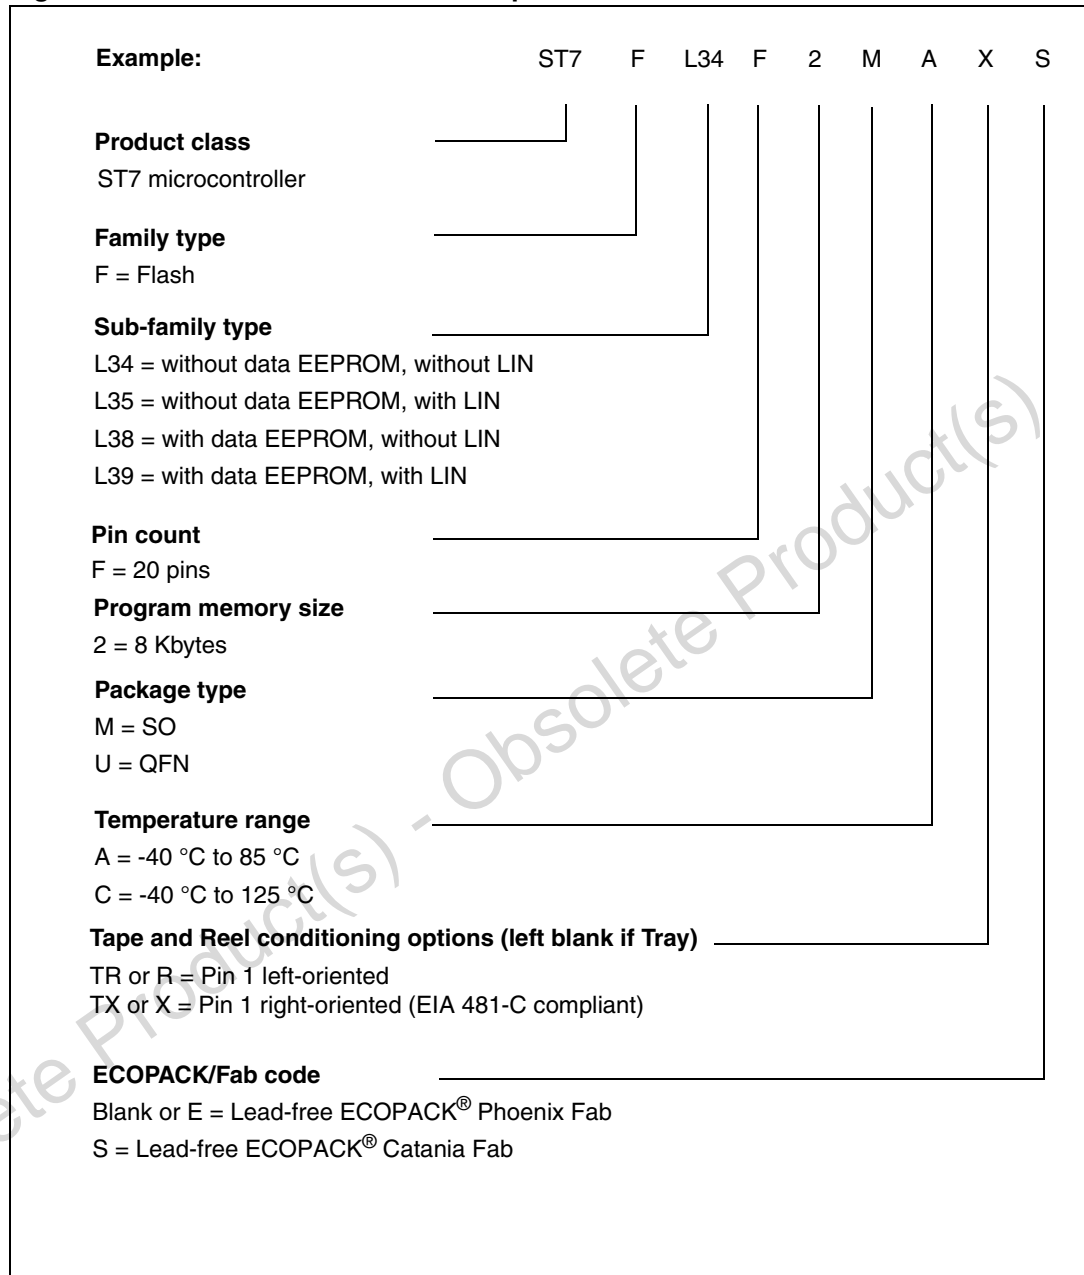 Example: ST7 F L34 F 2 M A X S
Product class
ST7 microcontroller
Family type
F = Flash
Sub-family type
L34 = without data EEPROM, without LIN
L35 = without data EEPROM, with LIN
L38 = with data EEPROM, without LIN
L39 = with data EEPROM, with LIN
Pin count
F = 20 pins
Program memory size
2 = 8 Kbytes
Package type
M = SO
U = QFN
Temperature range
A = -40 °C to 85 °C
C = -40 °C to 125 °C
Tape and Reel conditioning options (left blank if Tray)
TR or R = Pin 1 left-oriented
TX or X = Pin 1 right-oriented (EIA 481-C compliant)
ECOPACK/Fab code
Blank or E = Lead-free ECOPACK® Phoenix Fab
S = Lead-free ECOPACK® Catania Fab
ete Product(s) - Obsolete Product(s)